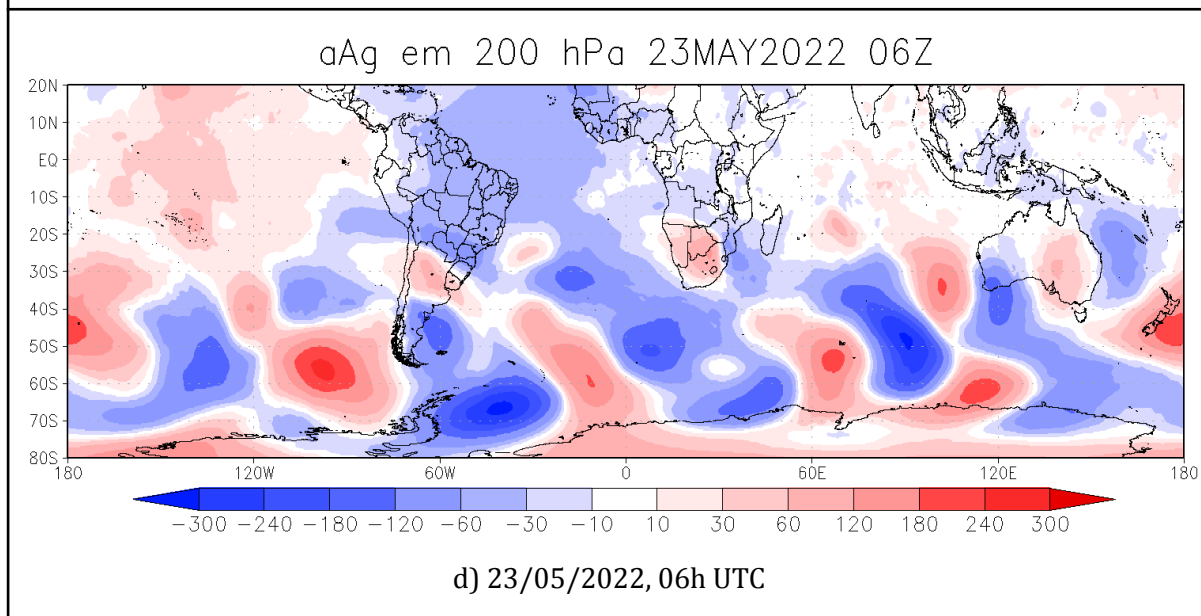 aAg em 200 hPa 23MAY2022 06Z
20N
10N
EQ
10S
20S
30S
40S
50S
60S
70S
80S
180 120W 60W 0 60E 120E 180
−300 −240 −180 −120 −60 −30 −10 10 30 60 120 180 240 300
d) 23/05/2022, 06h UTC